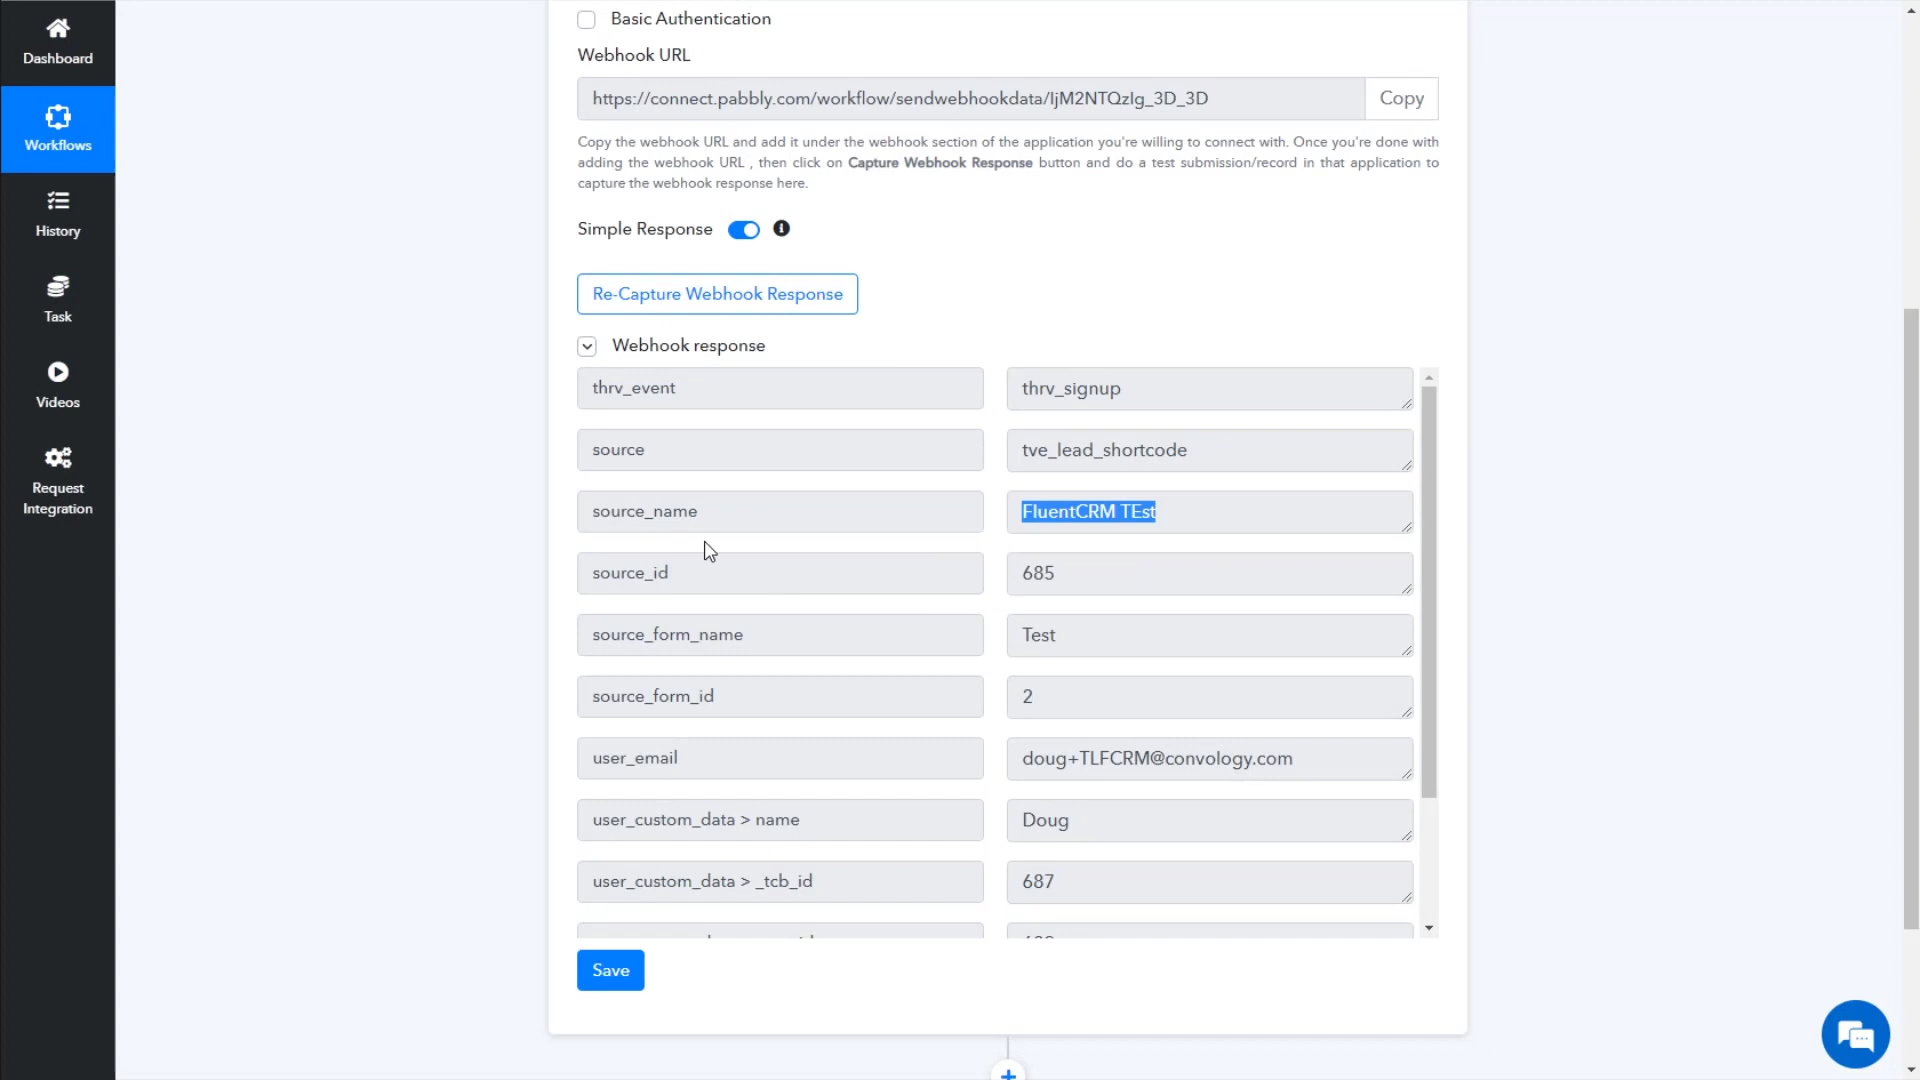 Dashboard
Workflows
History
Task
Videos
Request
Integration
Basic Authentication
Webhook URL
https://connect.pabbly.com/workflow/sendwebhookdata/IjM2NTQzIg_3D_3D
Copy
Copy the webhook URL and add it under the webhook section of the application you're willing to connect with. Once you're done with
adding the webhook URL , then click on Capture Webhook Response button and do a test submission/record in that application to
capture the webhook response here.
Simple Response
Re-Capture Webhook Response
Webhook response
thrv_event
thrv_signup
source
tve_lead_shortcode
source_name
FluentCRM TEst
source_id
685
source_form_name
Test
source_form_id
2
user_email
doug+TLFCRM@convology.com
user_custom_data > name
Doug
user_custom_data > _tcb_id
687
Save